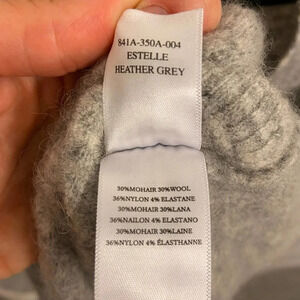 841A-350A-004
ESTELLE
HEATHER GREY
30%MOHAIR 30%WOOL
36%NYLON 4% ELASTANE
30%MOHAIR 30%LANA
36%NAILON 4% ELASTANO
30%MOHAIR 30%LAINE
36%NYLON 4% ÉLASTHANNE